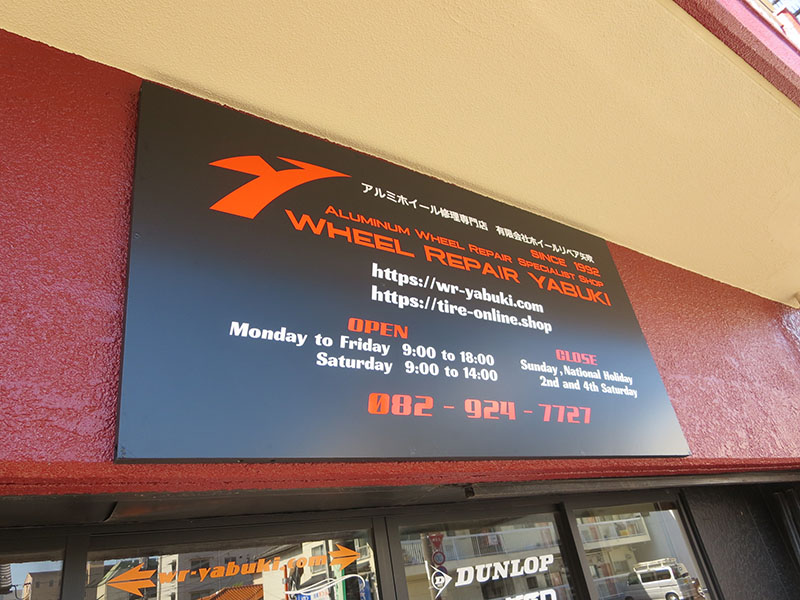 アルミホイール修理専門店 有限会社ホイールリペア矢吹
SINCE 1992
ALUMINUM WHEEL REPAIR SPECIALIST SHOP
WHEEL REPAIR YABUKI
https://wr-yabuki.com
https://tire-online.shop
OPEN
Monday to Friday 9:00 to 18:00
Saturday 9:00 to 14:00
CLOSE
Sunday, National Holiday
2nd and 4th Saturday
082-924-7727
wr-yabuki.com
DUNLOP